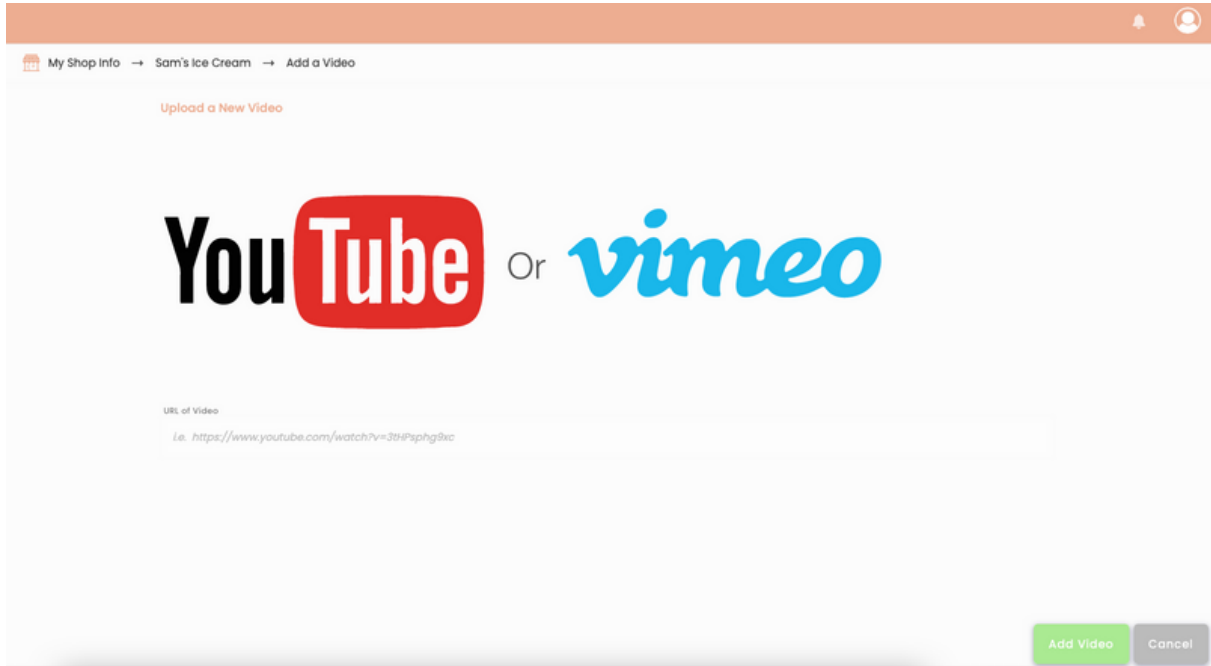 My Shop Info → Sam's Ice Cream → Add a Video
Upload a New Video
YouTube Or vimeo
URL of Video
i.e. https://www.youtube.com/watch?v=3tHPsphg9xc
Add Video Cancel